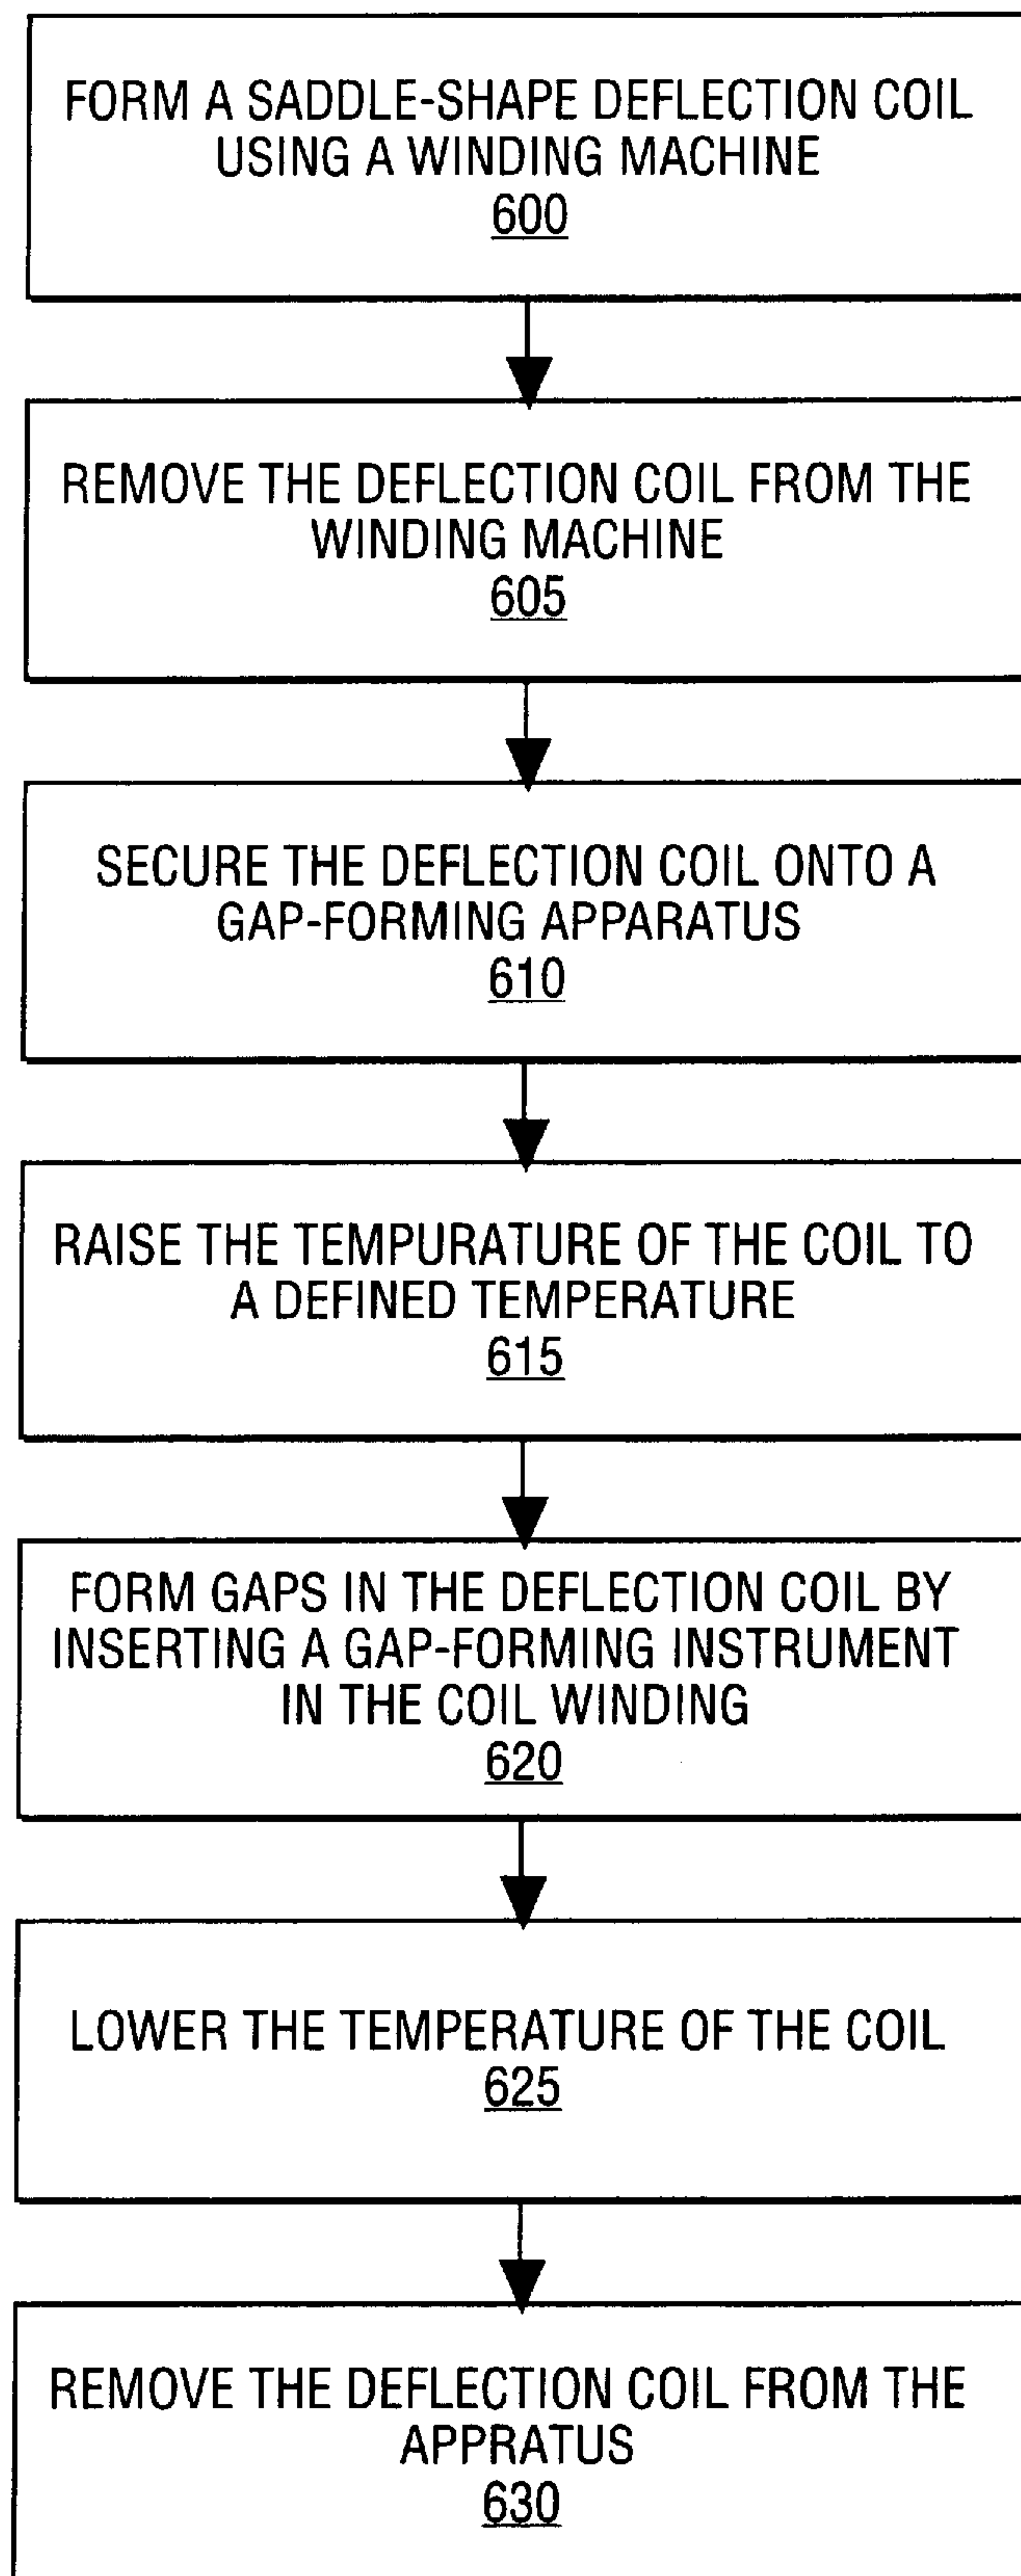 FORM A SADDLE-SHAPE DEFLECTION COIL
USING A WINDING MACHINE
600
REMOVE THE DEFLECTION COIL FROM THE
WINDING MACHINE
605
SECURE THE DEFLECTION COIL ONTO A
GAP-FORMING APPARATUS
610
RAISE THE TEMPURATURE OF THE COIL TO
A DEFINED TEMPERATURE
615
FORM GAPS IN THE DEFLECTION COIL BY
INSERTING A GAP-FORMING INSTRUMENT
IN THE COIL WINDING
620
LOWER THE TEMPERATURE OF THE COIL
625
REMOVE THE DEFLECTION COIL FROM THE
APPRATUS
630